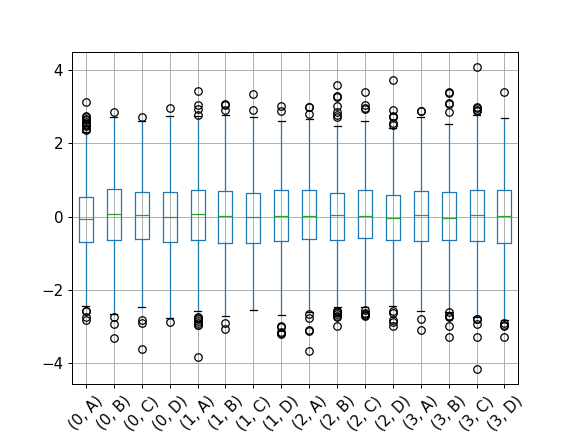 4
2
0
−2
−4
(0, A)
(0, B)
(0, C)
(0, D)
(1, A)
(1, B)
(1, C)
(1, D)
(2, A)
(2, B)
(2, C)
(2, D)
(3, A)
(3, B)
(3, C)
(3, D)